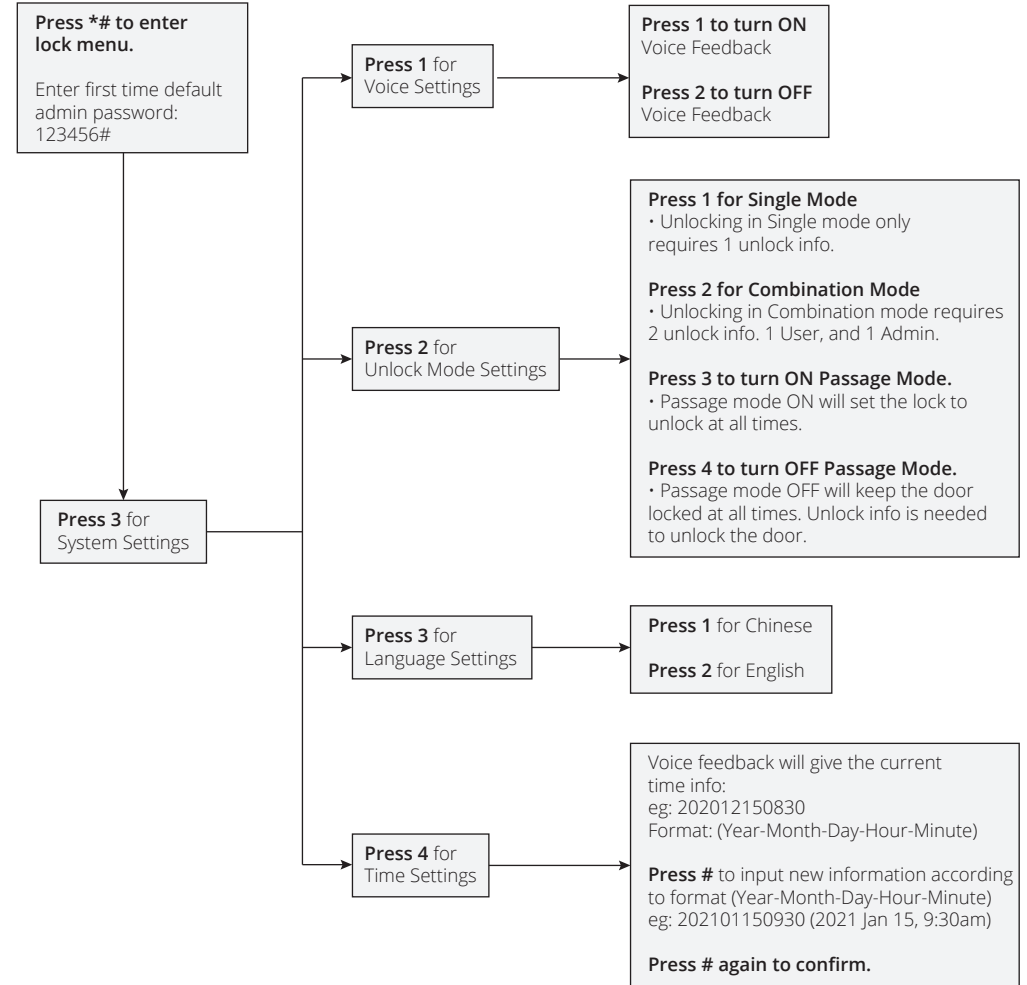 Press *# to enter
lock menu.
Enter first time default
admin password:
123456#
Press 3 for
System Settings
Press 1 for
Voice Settings
Press 1 to turn ON
Voice Feedback
Press 2 to turn OFF
Voice Feedback
Press 2 for
Unlock Mode Settings
Press 1 for Single Mode
· Unlocking in Single mode only
requires 1 unlock info.
Press 2 for Combination Mode
· Unlocking in Combination mode requires
2 unlock info. 1 User, and 1 Admin.
Press 3 to turn ON Passage Mode.
· Passage mode ON will set the lock to
unlock at all times.
Press 4 to turn OFF Passage Mode.
· Passage mode OFF will keep the door
locked at all times. Unlock info is needed
to unlock the door.
Press 3 for
Language Settings
Press 1 for Chinese
Press 2 for English
Press 4 for
Time Settings
Voice feedback will give the current
time info:
eg: 202012150830
Format: (Year-Month-Day-Hour-Minute)
Press # to input new information according
to format (Year-Month-Day-Hour-Minute)
eg: 202101150930 (2021 Jan 15, 9:30am)
Press # again to confirm.